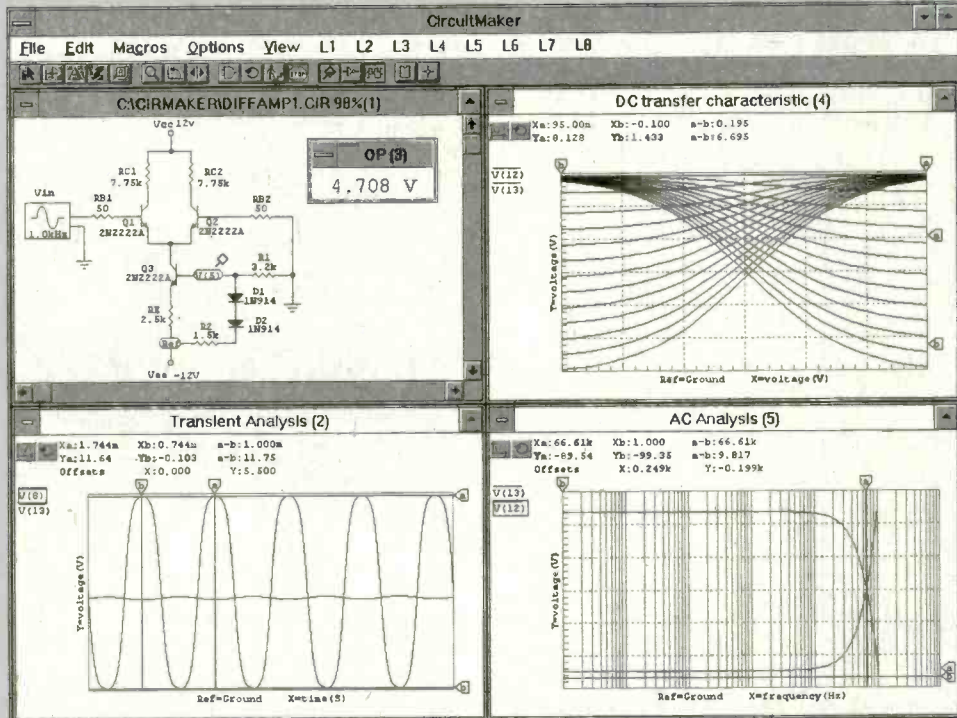 CircuitMaker
File Edit Macros Options View L1 L2 L3 L4 L5 L6 L7 L8
C:\CIRMAKER\DIFFAMP1.CIR 98%(1)
Vcc 12v
RC1
7.75k
RC2
7.75k
OP (3)
4.708 V
Vin
1.0kHz
RB1
50
Q1
2N2222A
Q2
2N2222A
RB2
50
Q3
2N2222A
V(5)
R1
3.2k
D1
1N914
D2
1N914
RE
2.5k
R2
1.5k
Ref
Vee -12V
DC transfer characteristic (4)
Xa:95.00m Xb:-0.100 a-b:0.195
Ya:8.128 Yb:1.433 a-b:6.695
V(12)
V(13)
b
a
Y=voltage(V)
a
b
Ref=Ground X=voltage(V)
Transient Analysis (2)
Xa:1.744m Xb:0.744m a-b:1.000m
Ya:11.64 Yb:-0.103 a-b:11.75
Offsets X:0.000 Y:5.500
V(8)
V(13)
b
a
a
Y=voltage(V)
b
Ref=Ground X=time(S)
AC Analysis (5)
Xa:66.61k Xb:1.000 a-b:66.61k
Ya:-89.54 Yb:-99.35 a-b:9.817
Offsets X:0.249k Y:-0.199k
V(13)
V(12)
b
a
Y=voltage(V)
a
b
Ref=Ground X=frequency(Hz)